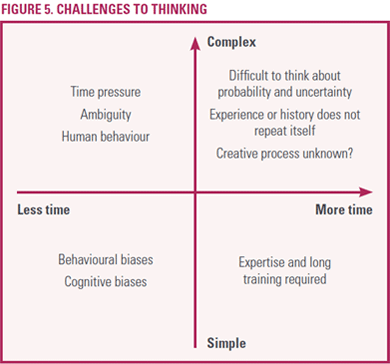 FIGURE 5. CHALLENGES TO THINKING
Complex
Time pressure
Ambiguity
Human behaviour
Difficult to think about
probability and uncertainty
Experience or history does not
repeat itself
Creative process unknown?
Less time
More time
Behavioural biases
Cognitive biases
Expertise and long
training required
Simple